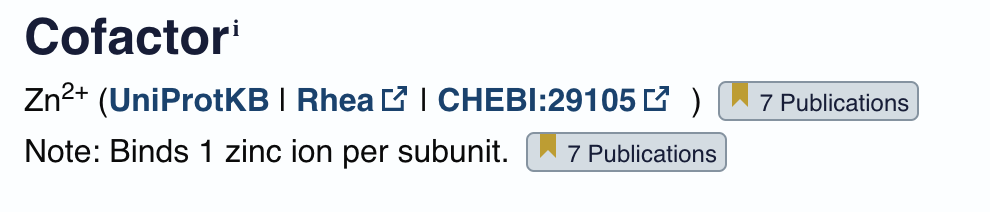 Cofactorⁱ
Zn²⁺ (UniProtKB | Rhea | CHEBI:29105 ) 7 Publications
Note: Binds 1 zinc ion per subunit. 7 Publications